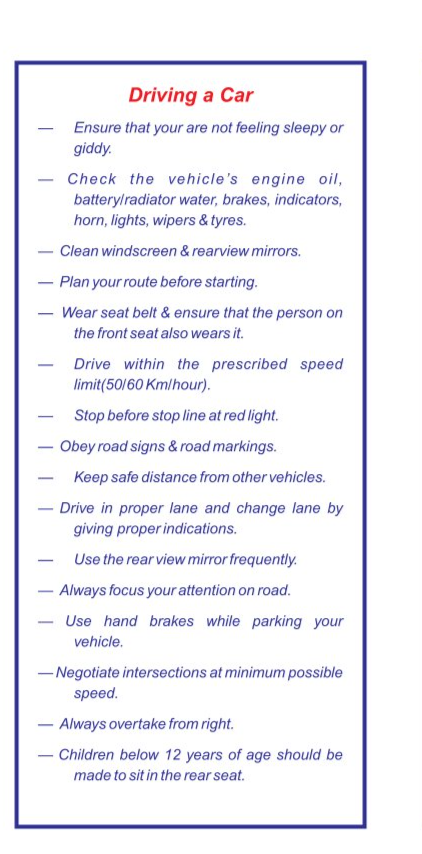 Driving a Car
— Ensure that your are not feeling sleepy or
giddy.
— Check the vehicle's engine oil,
battery/radiator water, brakes, indicators,
horn, lights, wipers & tyres.
— Clean windscreen & rearview mirrors.
— Plan your route before starting.
— Wear seat belt & ensure that the person on
the front seat also wears it.
— Drive within the prescribed speed
limit(50/60 Km/hour).
— Stop before stop line at red light.
— Obey road signs & road markings.
— Keep safe distance from other vehicles.
— Drive in proper lane and change lane by
giving proper indications.
— Use the rear view mirror frequently.
— Always focus your attention on road.
— Use hand brakes while parking your
vehicle.
— Negotiate intersections at minimum possible
speed.
— Always overtake from right.
— Children below 12 years of age should be
made to sit in the rear seat.